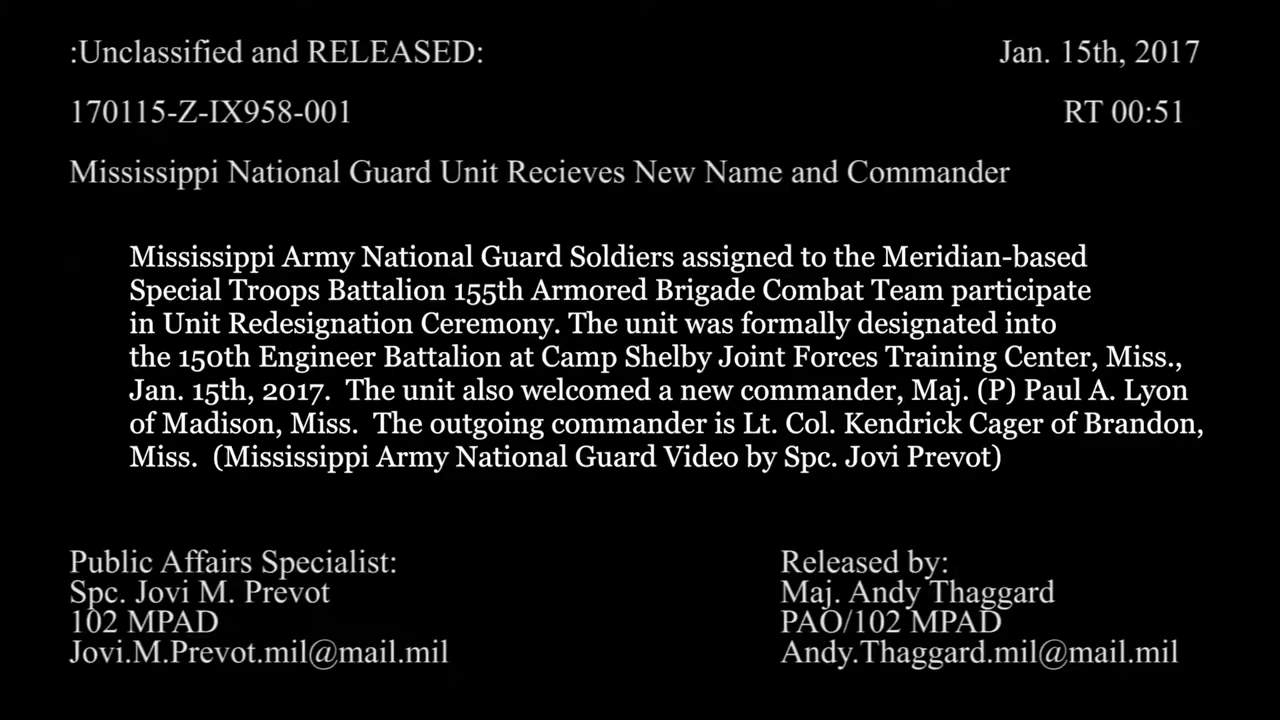 :Unclassified and RELEASED:
Jan. 15th, 2017
170115-Z-IX958-001
RT 00:51
Mississippi National Guard Unit Recieves New Name and Commander
Mississippi Army National Guard Soldiers assigned to the Meridian-based
Special Troops Battalion 155th Armored Brigade Combat Team participate
in Unit Redesignation Ceremony. The unit was formally designated into
the 150th Engineer Battalion at Camp Shelby Joint Forces Training Center, Miss.,
Jan. 15th, 2017.  The unit also welcomed a new commander, Maj. (P) Paul A. Lyon
of Madison, Miss.  The outgoing commander is Lt. Col. Kendrick Cager of Brandon,
Miss.  (Mississippi Army National Guard Video by Spc. Jovi Prevot)
Public Affairs Specialist:
Spc. Jovi M. Prevot
102 MPAD
Jovi.M.Prevot.mil@mail.mil
Released by:
Maj. Andy Thaggard
PAO/102 MPAD
Andy.Thaggard.mil@mail.mil